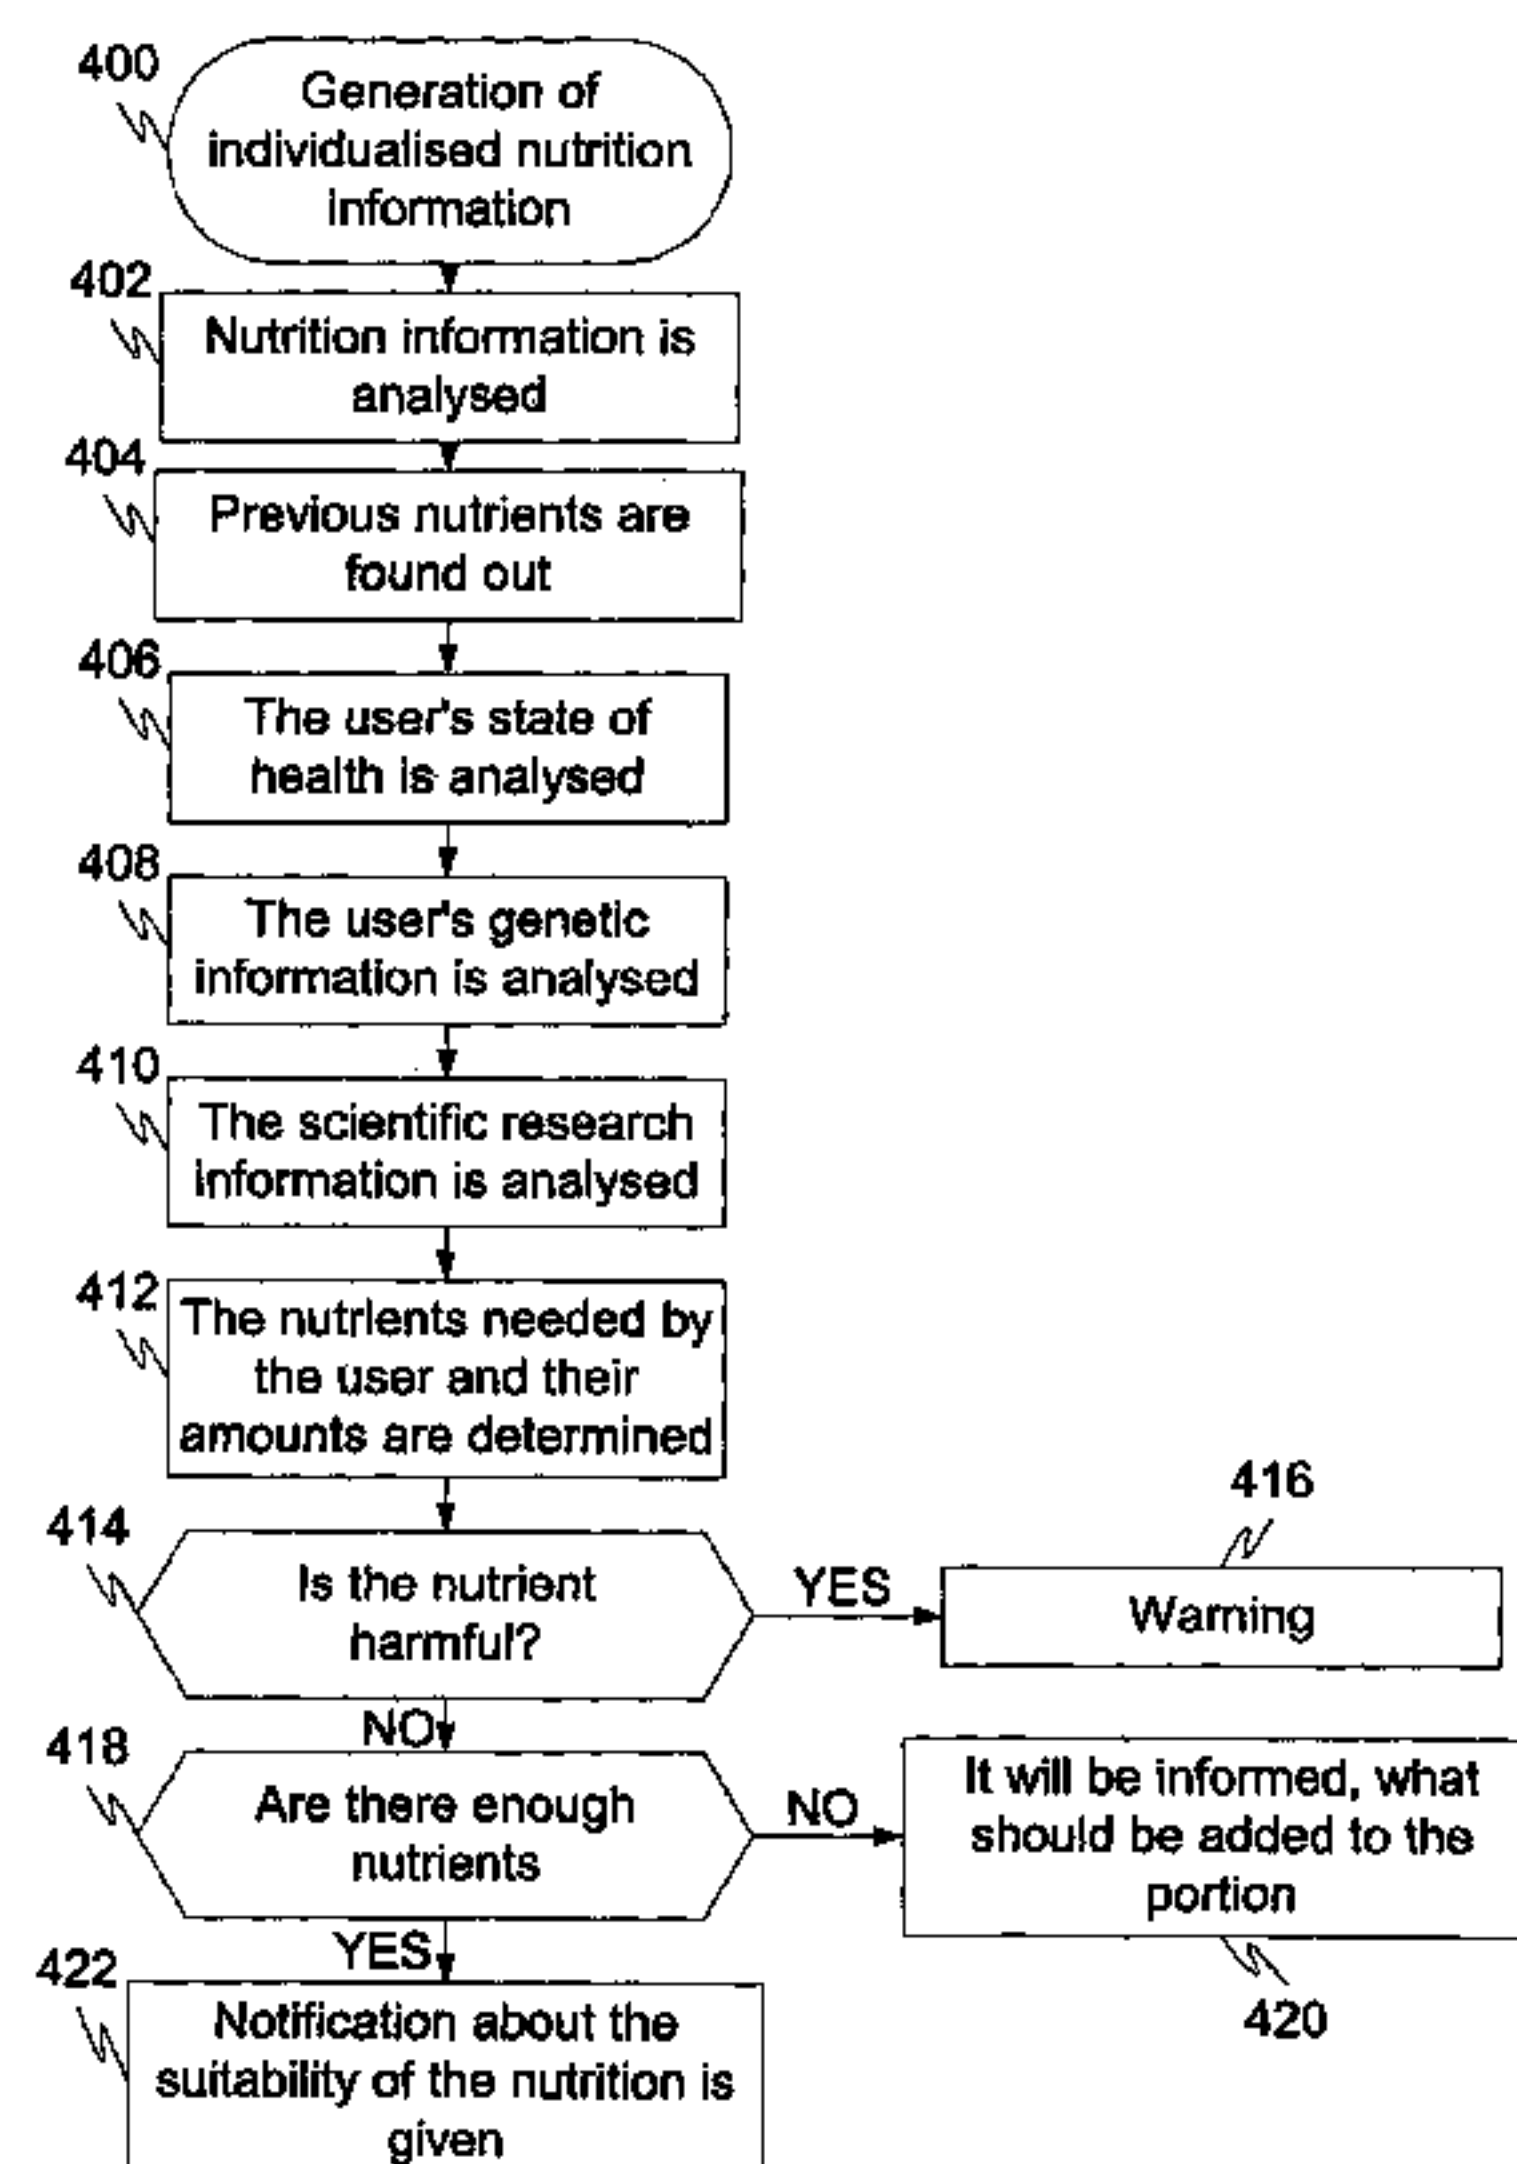 400
Generation of
individualised nutrition
information
402
Nutrition information is
analysed
404
Previous nutrients are
found out
406
The user's state of
health is analysed
408
The user's genetic
information is analysed
410
The scientific research
information is analysed
412
The nutrients needed by
the user and their
amounts are determined
414
Is the nutrient
harmful?
YES
416
Warning
NO
418
Are there enough
nutrients
NO
It will be informed, what
should be added to the
portion
420
YES
422
Notification about the
suitability of the nutrition is
given